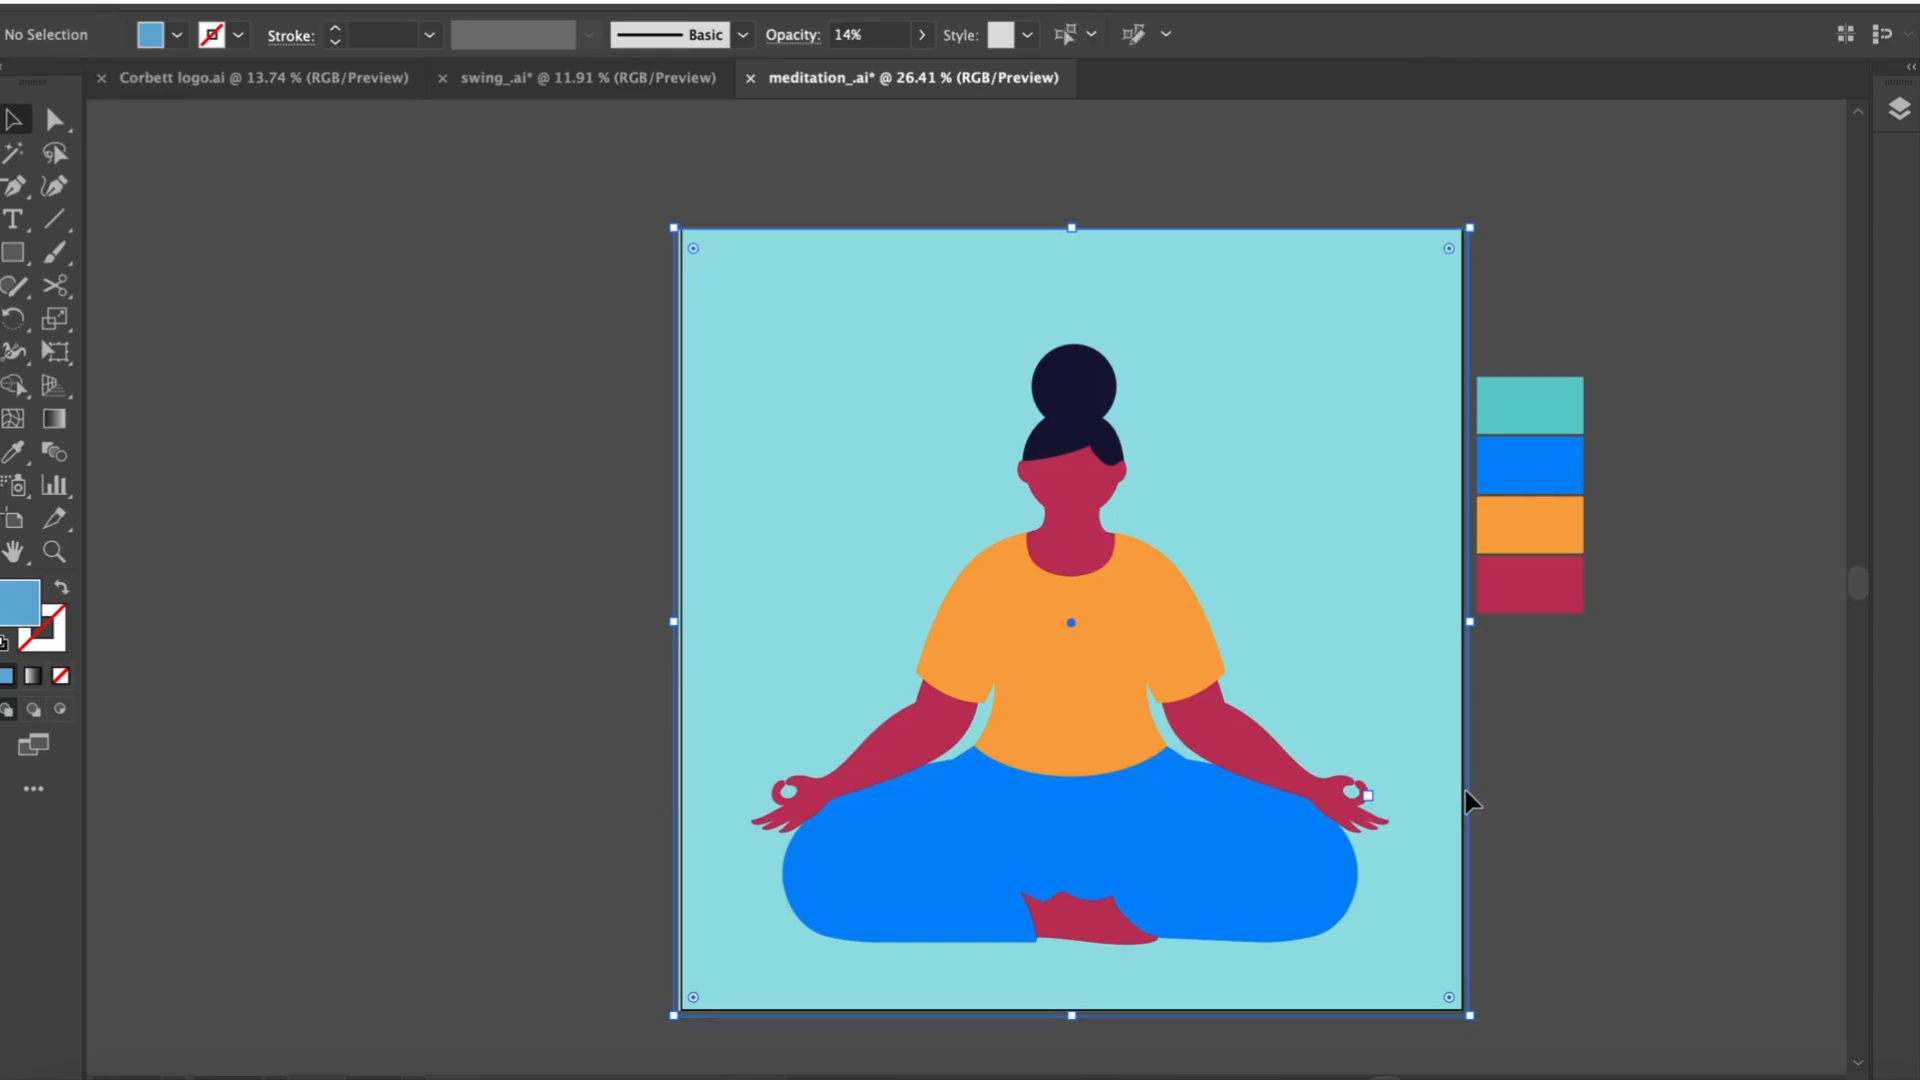 No Selection Stroke: Basic Opacity: 14% Style:
Corbett logo.ai @ 13.74 % (RGB/Preview) swing_.ai* @ 11.91 % (RGB/Preview) meditation_.ai* @ 26.41 % (RGB/Preview)